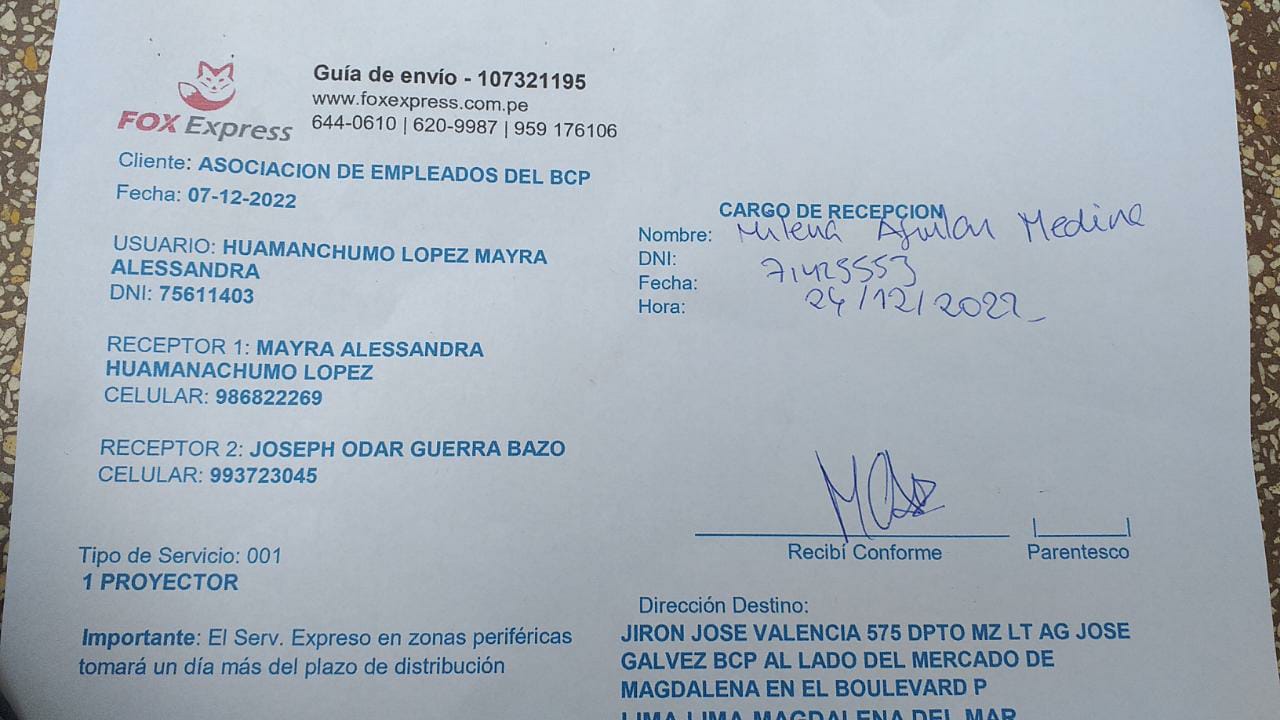 FOX Express
Guía de envío - 107321195
www.foxexpress.com.pe
644-0610 | 620-9987 | 959 176106
Cliente: ASOCIACION DE EMPLEADOS DEL BCP
Fecha: 07-12-2022
USUARIO: HUAMANCHUMO LOPEZ MAYRA
ALESSANDRA
DNI: 75611403
RECEPTOR 1: MAYRA ALESSANDRA
HUAMANACHUMO LOPEZ
CELULAR: 986822269
RECEPTOR 2: JOSEPH ODAR GUERRA BAZO
CELULAR: 993723045
Tipo de Servicio: 001
1 PROYECTOR
Importante: El Serv. Expreso en zonas periféricas
tomará un día más del plazo de distribución
CARGO DE RECEPCION
Nombre: Milena Aguilar Medina
DNI: 71425553
Fecha: 24/12/2022
Hora:
Recibí Conforme
Parentesco
Dirección Destino:
JIRON JOSE VALENCIA 575 DPTO MZ LT AG JOSE
GALVEZ BCP AL LADO DEL MERCADO DE
MAGDALENA EN EL BOULEVARD P
LIMA-LIMA-MAGDALENA DEL MAR